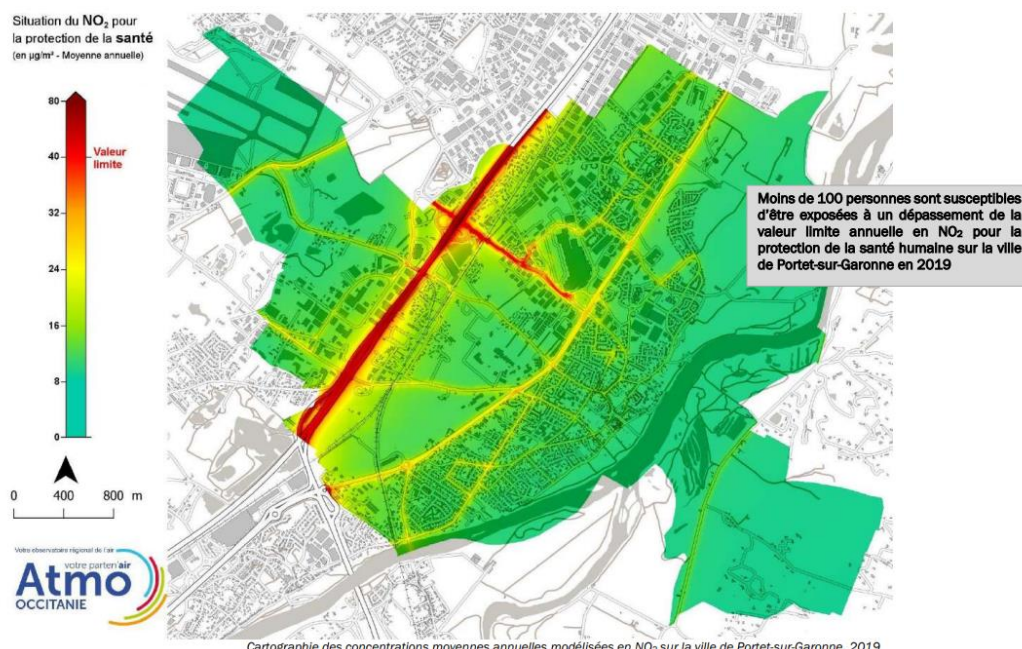 Situation du NO₂ pour
la protection de la santé
(en µg/m³ - Moyenne annuelle)
80
40
Valeur
limite
32
24
16
8
0
0 400 800 m
Votre observatoire régional de l'air
votre parten'air
Atmo
OCCITANIE
Moins de 100 personnes sont susceptibles
d'être exposées à un dépassement de la
valeur limite annuelle en NO₂ pour la
protection de la santé humaine sur la ville
de Portet-sur-Garonne en 2019
Cartographie des concentrations moyennes annuelles modélisées en NO₂ sur la ville de Portet-sur-Garonne, 2019